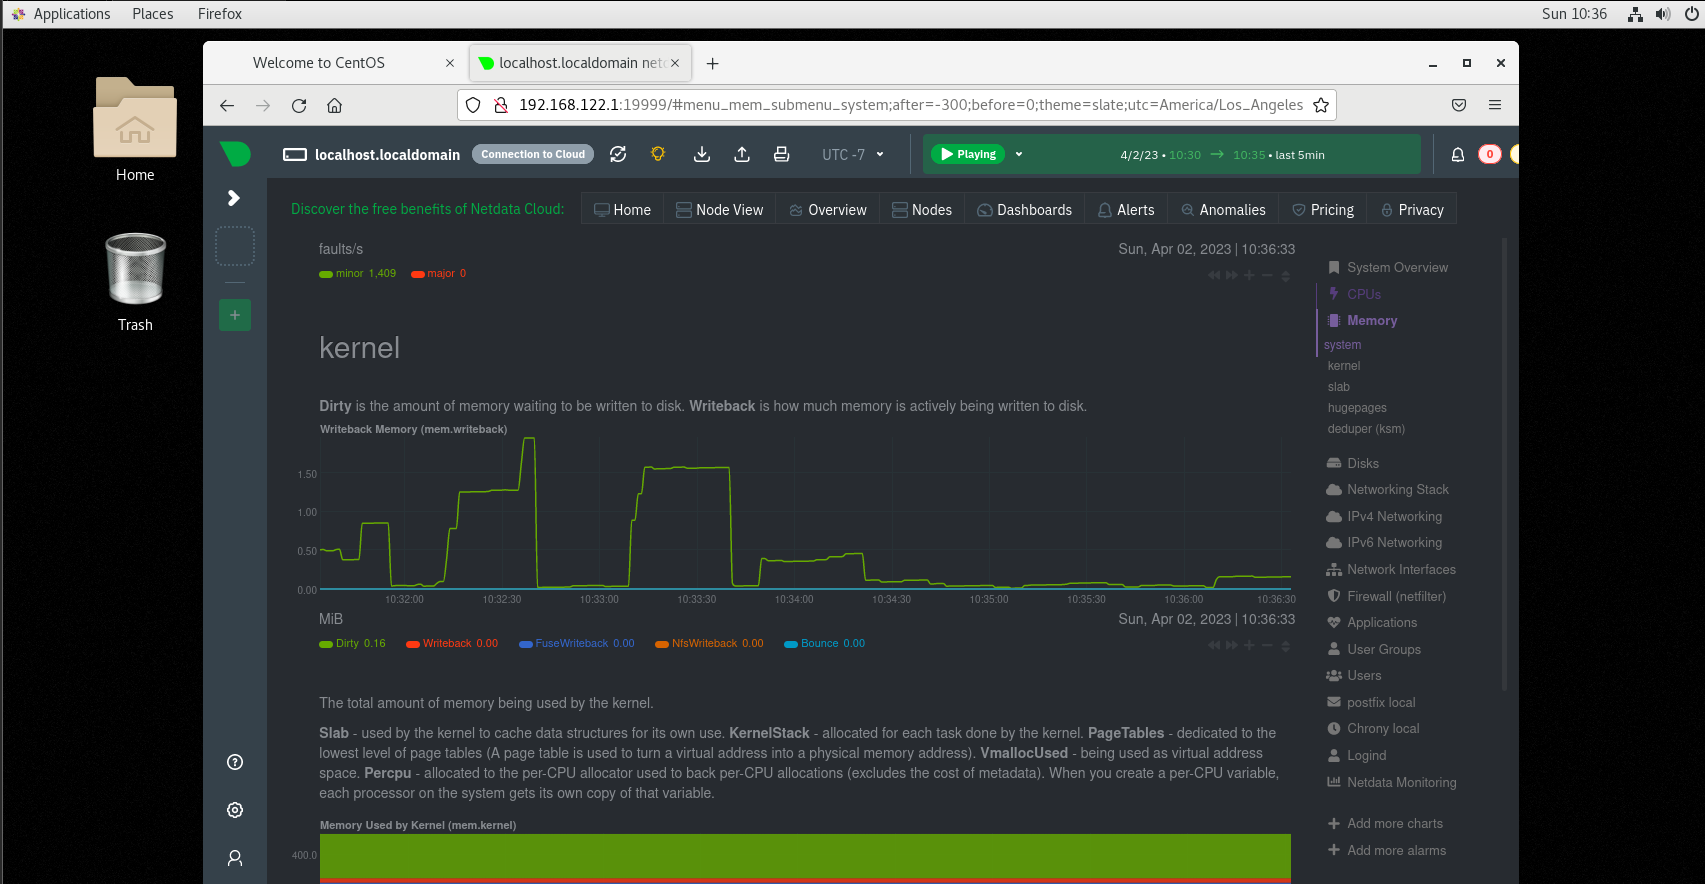 Applications Places Firefox Sun 10:36
Home
Trash
Welcome to CentOS
localhost.localdomain netd
192.168.122.1:19999/#menu_mem_submenu_system;after=-300;before=0;theme=slate;utc=America/Los_Angeles
localhost.localdomain Connection to Cloud UTC -7 Playing 4/2/23 • 10:30 → 10:35 • last 5min 0
Discover the free benefits of Netdata Cloud: Home Node View Overview Nodes Dashboards Alerts Anomalies Pricing Privacy
faults/s Sun, Apr 02, 2023 | 10:36:33
minor 1,409 major 0
kernel
Dirty is the amount of memory waiting to be written to disk. Writeback is how much memory is actively being written to disk.
Writeback Memory (mem.writeback)
1.50
1.00
0.50
0.00
10:32:00 10:32:30 10:33:00 10:33:30 10:34:00 10:34:30 10:35:00 10:35:30 10:36:00 10:36:30
MiB Sun, Apr 02, 2023 | 10:36:33
Dirty 0.16 Writeback 0.00 FuseWriteback 0.00 NfsWriteback 0.00 Bounce 0.00
The total amount of memory being used by the kernel.
Slab - used by the kernel to cache data structures for its own use. KernelStack - allocated for each task done by the kernel. PageTables - dedicated to the
lowest level of page tables (A page table is used to turn a virtual address into a physical memory address). VmallocUsed - being used as virtual address
space. Percpu - allocated to the per-CPU allocator used to back per-CPU allocations (excludes the cost of metadata). When you create a per-CPU variable,
each processor on the system gets its own copy of that variable.
Memory Used by Kernel (mem.kernel)
400.0
System Overview
CPUs
Memory
system
kernel
slab
hugepages
deduper (ksm)
Disks
Networking Stack
IPv4 Networking
IPv6 Networking
Network Interfaces
Firewall (netfilter)
Applications
User Groups
Users
postfix local
Chrony local
Logind
Netdata Monitoring
Add more charts
Add more alarms